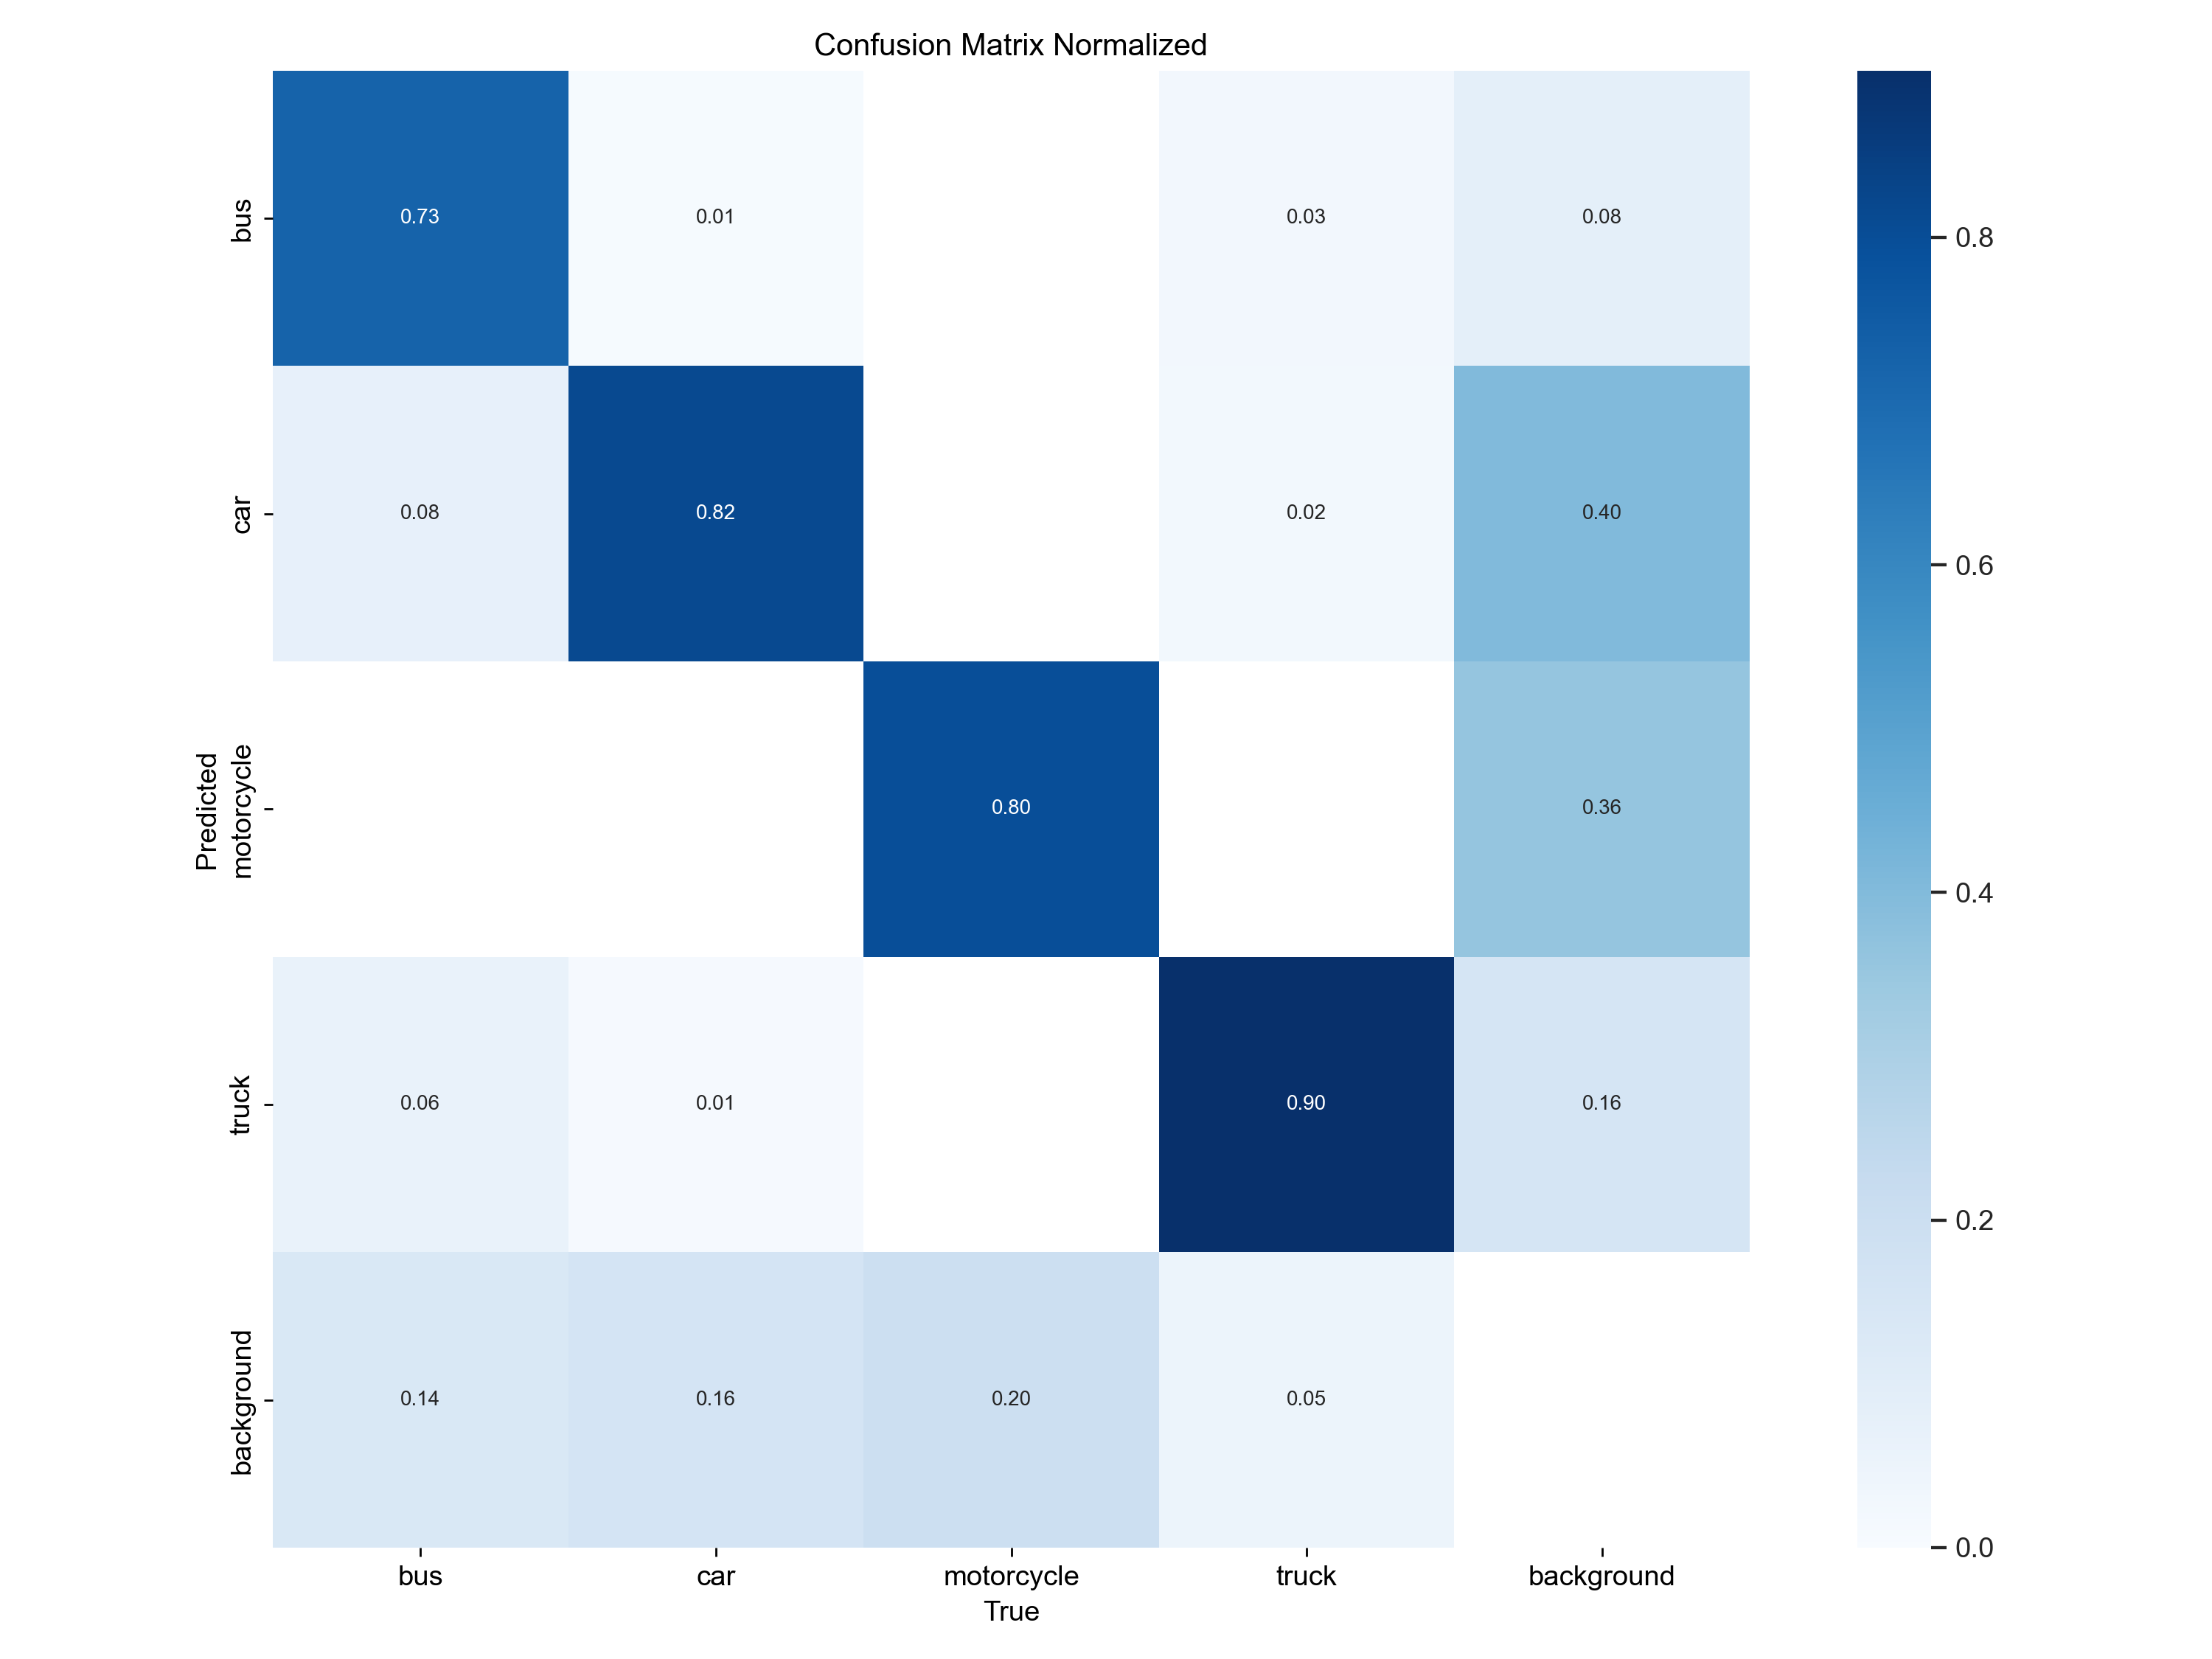 Confusion Matrix Normalized
bus
0.73
0.01
0.03
0.08
car
0.08
0.82
0.02
0.40
Predicted
motorcycle
0.80
0.36
truck
0.06
0.01
0.90
0.16
background
0.14
0.16
0.20
0.05
bus
car
motorcycle
truck
background
True
0.8
0.6
0.4
0.2
0.0